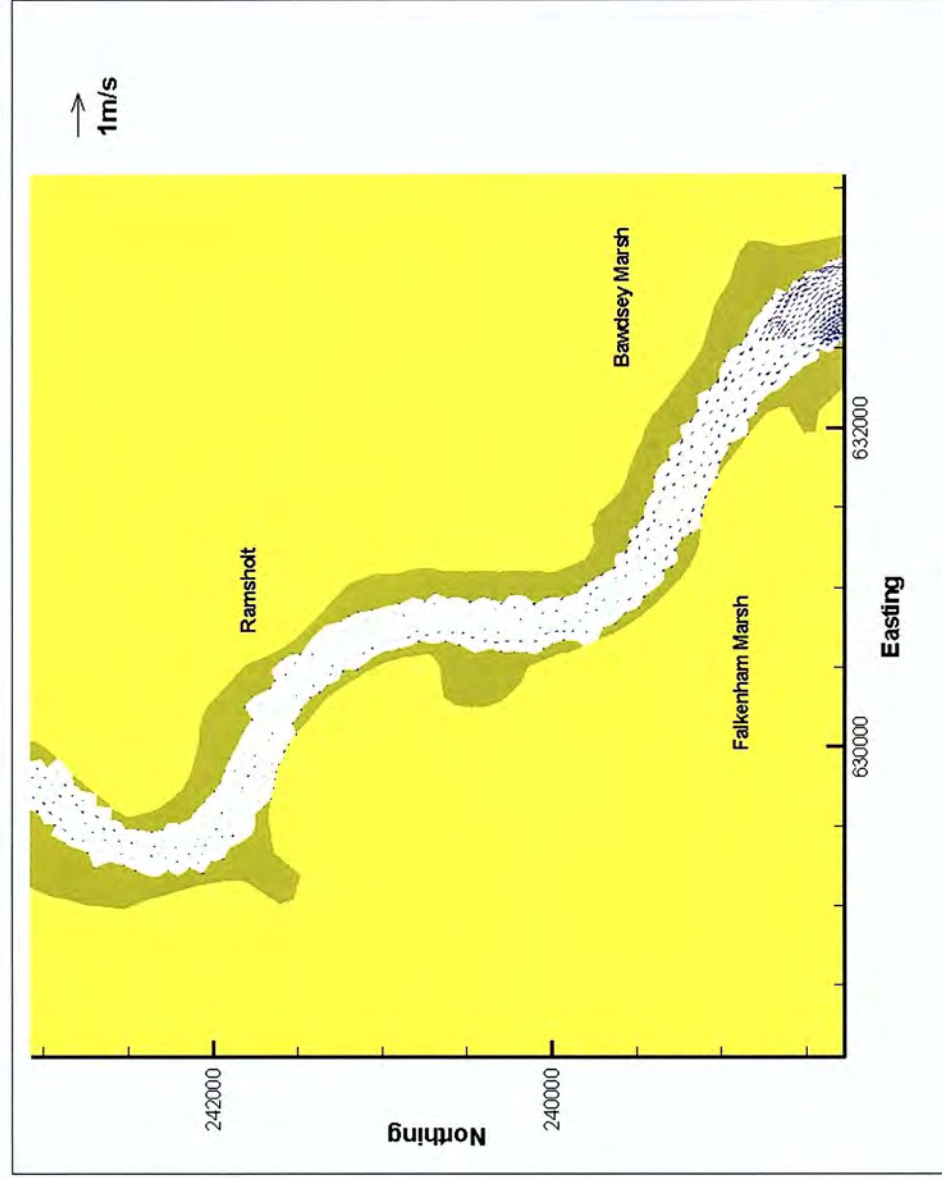 1m/s
Ramsholt
Bawdsey Marsh
Falkenham Marsh
242000
240000
Northing
630000
632000
Easting